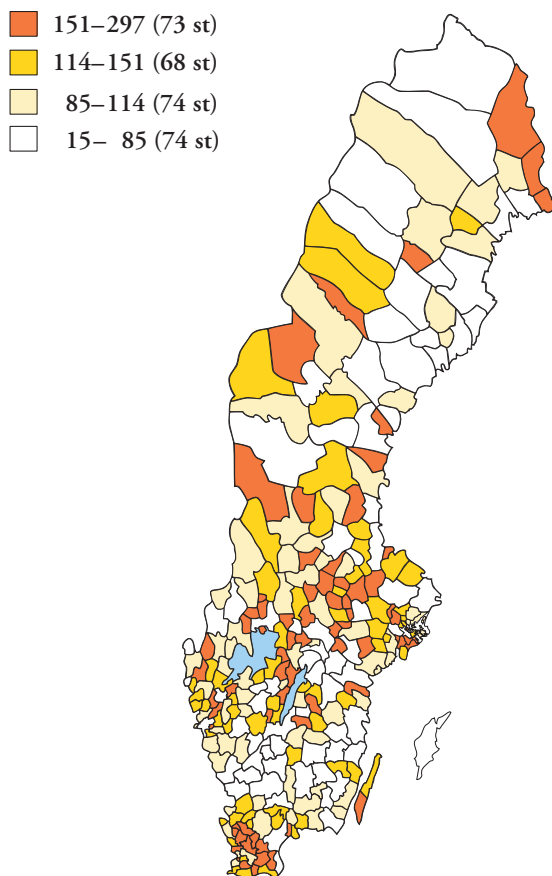 151–297 (73 st)
114–151 (68 st)
85–114 (74 st)
15– 85 (74 st)